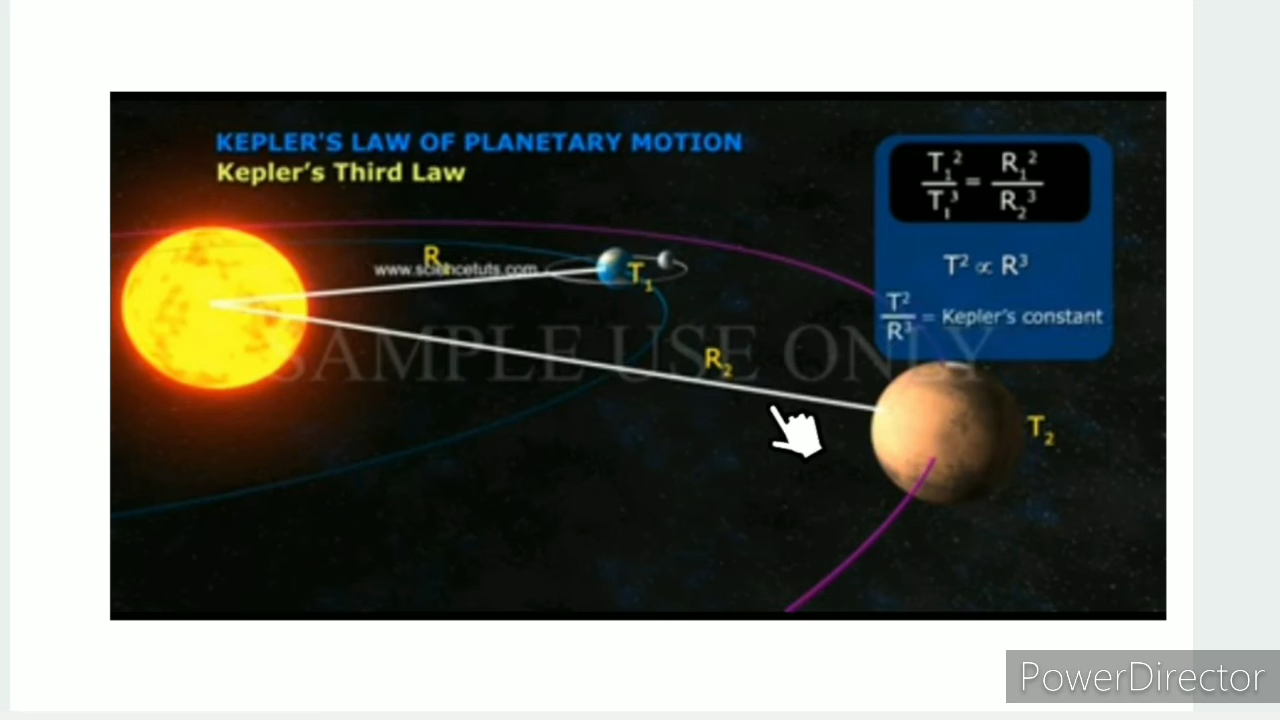 KEPLER'S LAW OF PLANETARY MOTION
Kepler's Third Law
T₁² / T₁³ = R₁² / R₂³
T² ∝ R³
T² / R³ = Kepler's constant
R
www.sciencetuts.com
T₁
SAMPLE USE ONLY
R₂
T₂
PowerDirector